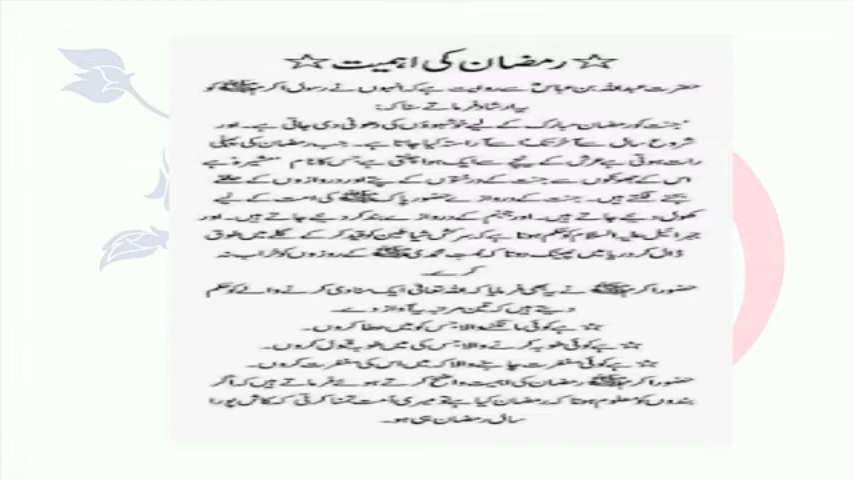 ☆رمضان کی اہمیت☆
حضرت عبداللہ بن عباسؓ سے روایت ہے کہ انہوں نے رسول اکرم ﷺ کو
یہ ارشاد فرماتے سنا کہ:
"جنت کو رمضان مبارک کے لیے خوشبوؤں کی دھونی دی جاتی ہے۔ اور
شروع سال سے آخر تک اسے آراستہ کیا جاتا ہے۔ جب رمضان کی پہلی
رات ہوتی ہے عرش کے نیچے سے ایک ہوا چلتی ہے جس کا نام مشیرہ ہے
اس کے جھونکوں سے جنت کے درختوں کے پتے اور دروازوں کے حلقے
بجنے لگتے ہیں۔ جنت کے دروازے حضور پاک ﷺ کی امت کے لیے
کھول دیے جاتے ہیں۔ اور جہنم کے دروازے بند کر دیے جاتے ہیں۔ اور
جبرائیل علیہ السلام کو حکم ہوتا ہے کہ سرکش شیاطین کو قید کر کے گلے میں طوق
ڈال کر دریا میں پھینک دو تاکہ امت محمدی ﷺ کے روزوں کو خراب نہ
کرے۔
حضور اکرم ﷺ نے یہ بھی فرمایا کہ اللہ تعالیٰ ایک منادی کرنے والے کو حکم
دیتے ہیں کہ تین مرتبہ یہ آواز دے۔
☆ ہے کوئی مانگنے والا جس کو میں عطا کروں۔
☆ ہے کوئی توبہ کرنے والا جس کی میں توبہ قبول کروں۔
☆ ہے کوئی مغفرت چاہنے والا کہ میں اس کی مغفرت کروں۔
حضور اکرم ﷺ رمضان کی اہمیت واضح کرتے ہوئے فرماتے ہیں کہ اگر
بندوں کو معلوم ہوتا کہ رمضان کیا ہے تو میری امت تمنا کرتی کہ کاش پورا
سال رمضان ہی ہو۔